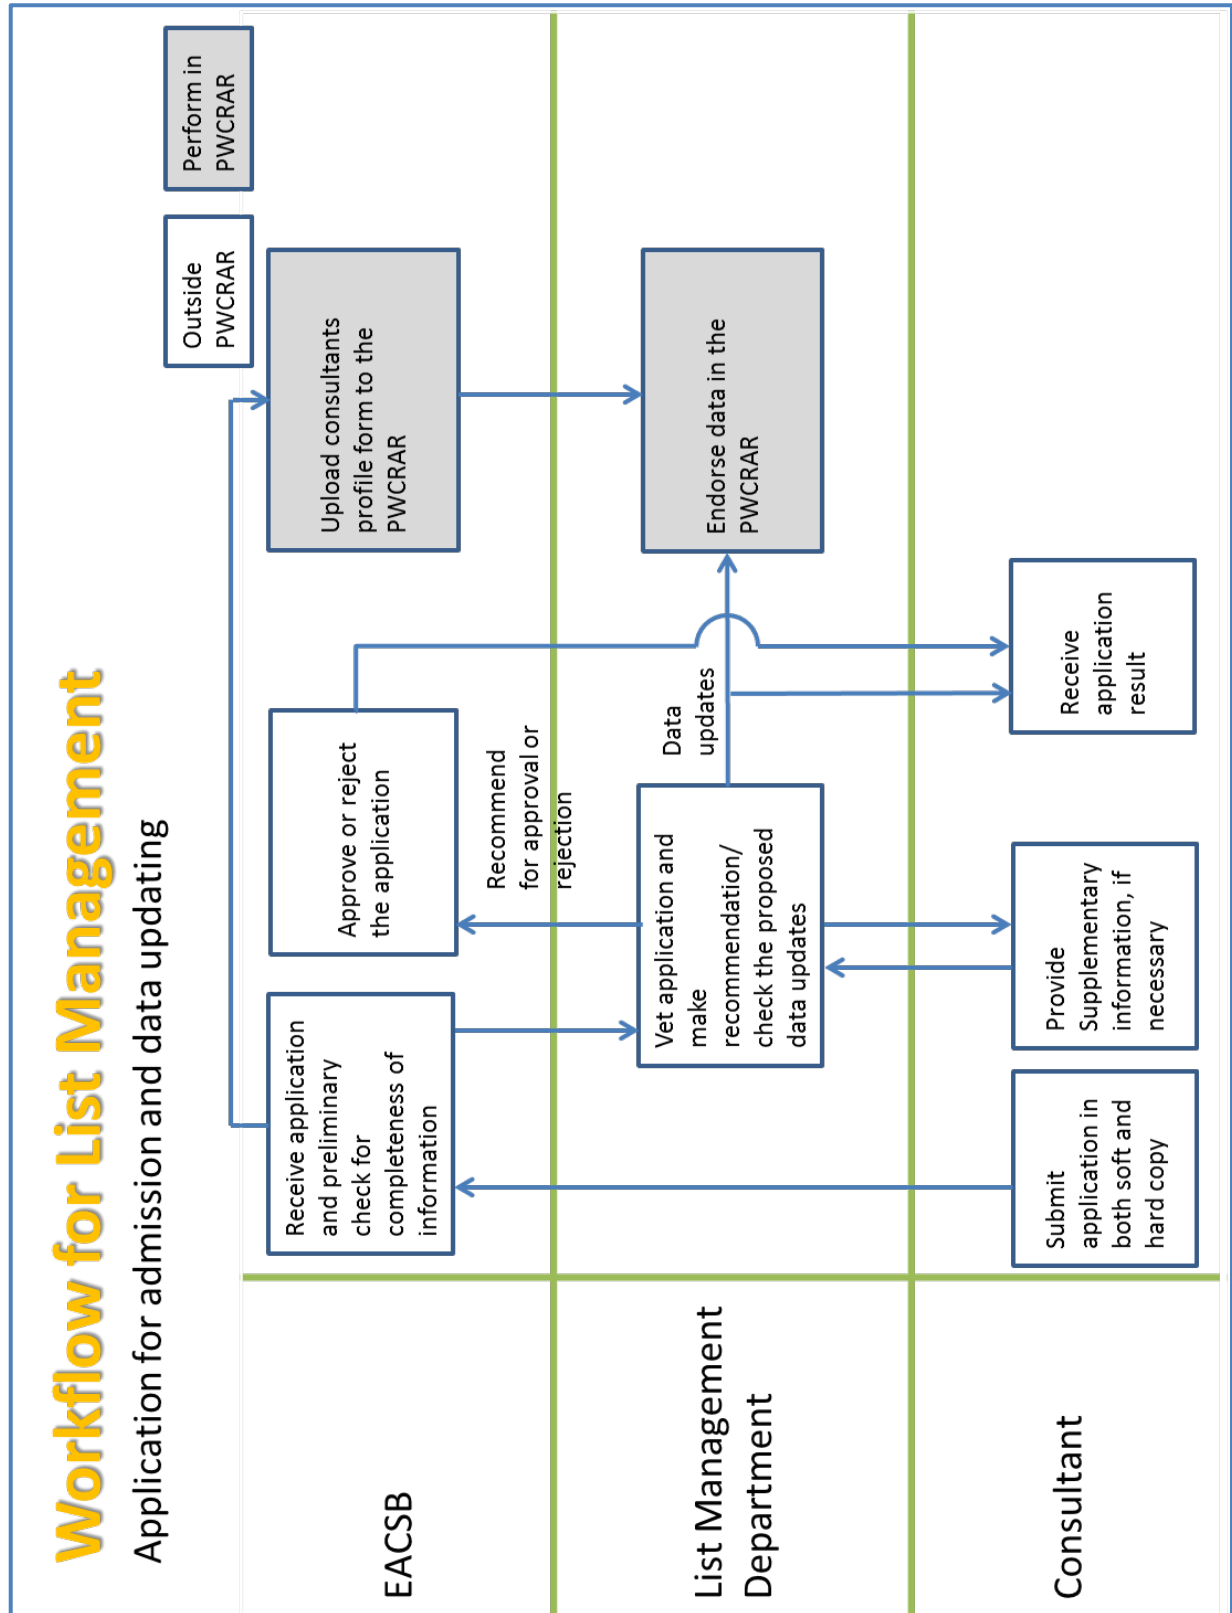 Workflow for List Management
Application for admission and data updating
Outside
PWCRAR
Perform in
PWCRAR
EACSB
Receive application
and preliminary
check for
completeness of
information
Approve or reject
the application
Upload consultants
profile form to the
PWCRAR
Recommend
for approval or
rejection
List Management
Department
Vet application and
make
recommendation/
check the proposed
data updates
Data
updates
Endorse data in the
PWCRAR
Consultant
Submit
application in
both soft and
hard copy
Provide
Supplementary
information, if
necessary
Receive
application
result